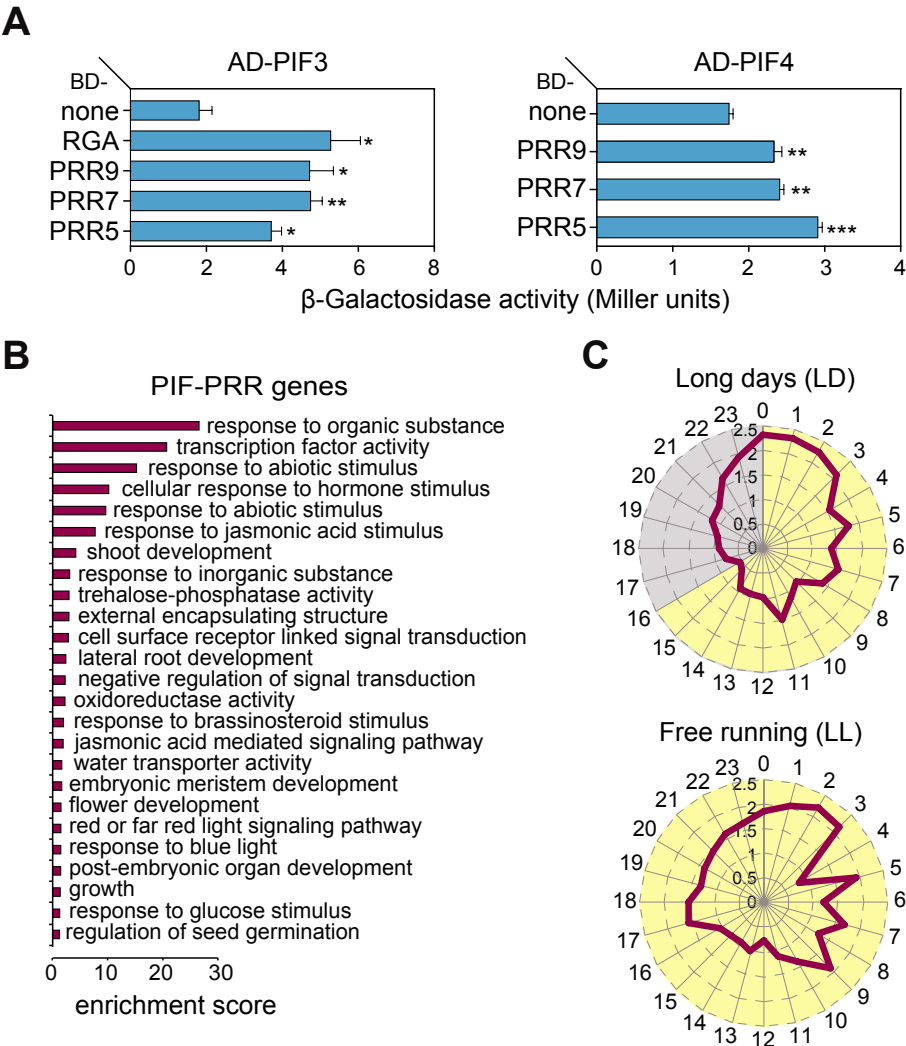 A
AD-PIF3
AD-PIF4
BD-
none
RGA
PRR9
PRR7
PRR5
*
*
**
*
0 2 4 6 8
BD-
none
PRR9
PRR7
PRR5
**
**
***
0 1 2 3 4
β-Galactosidase activity (Miller units)
B
PIF-PRR genes
response to organic substance
transcription factor activity
response to abiotic stimulus
cellular response to hormone stimulus
response to abiotic stimulus
response to jasmonic acid stimulus
shoot development
response to inorganic substance
trehalose-phosphatase activity
external encapsulating structure
cell surface receptor linked signal transduction
lateral root development
negative regulation of signal transduction
oxidoreductase activity
response to brassinosteroid stimulus
jasmonic acid mediated signaling pathway
water transporter activity
embryonic meristem development
flower development
red or far red light signaling pathway
response to blue light
post-embryonic organ development
growth
response to glucose stimulus
regulation of seed germination
0 10 20 30
enrichment score
C
Long days (LD)
0
1
2
3
4
5
6
7
8
9
10
11
12
13
14
15
16
17
18
19
20
21
22
23
2.5
2
1.5
1
0.5
0
Free running (LL)
0
1
2
3
4
5
6
7
8
9
10
11
12
13
14
15
16
17
18
19
20
21
22
23
2.5
2
1.5
1
0.5
0